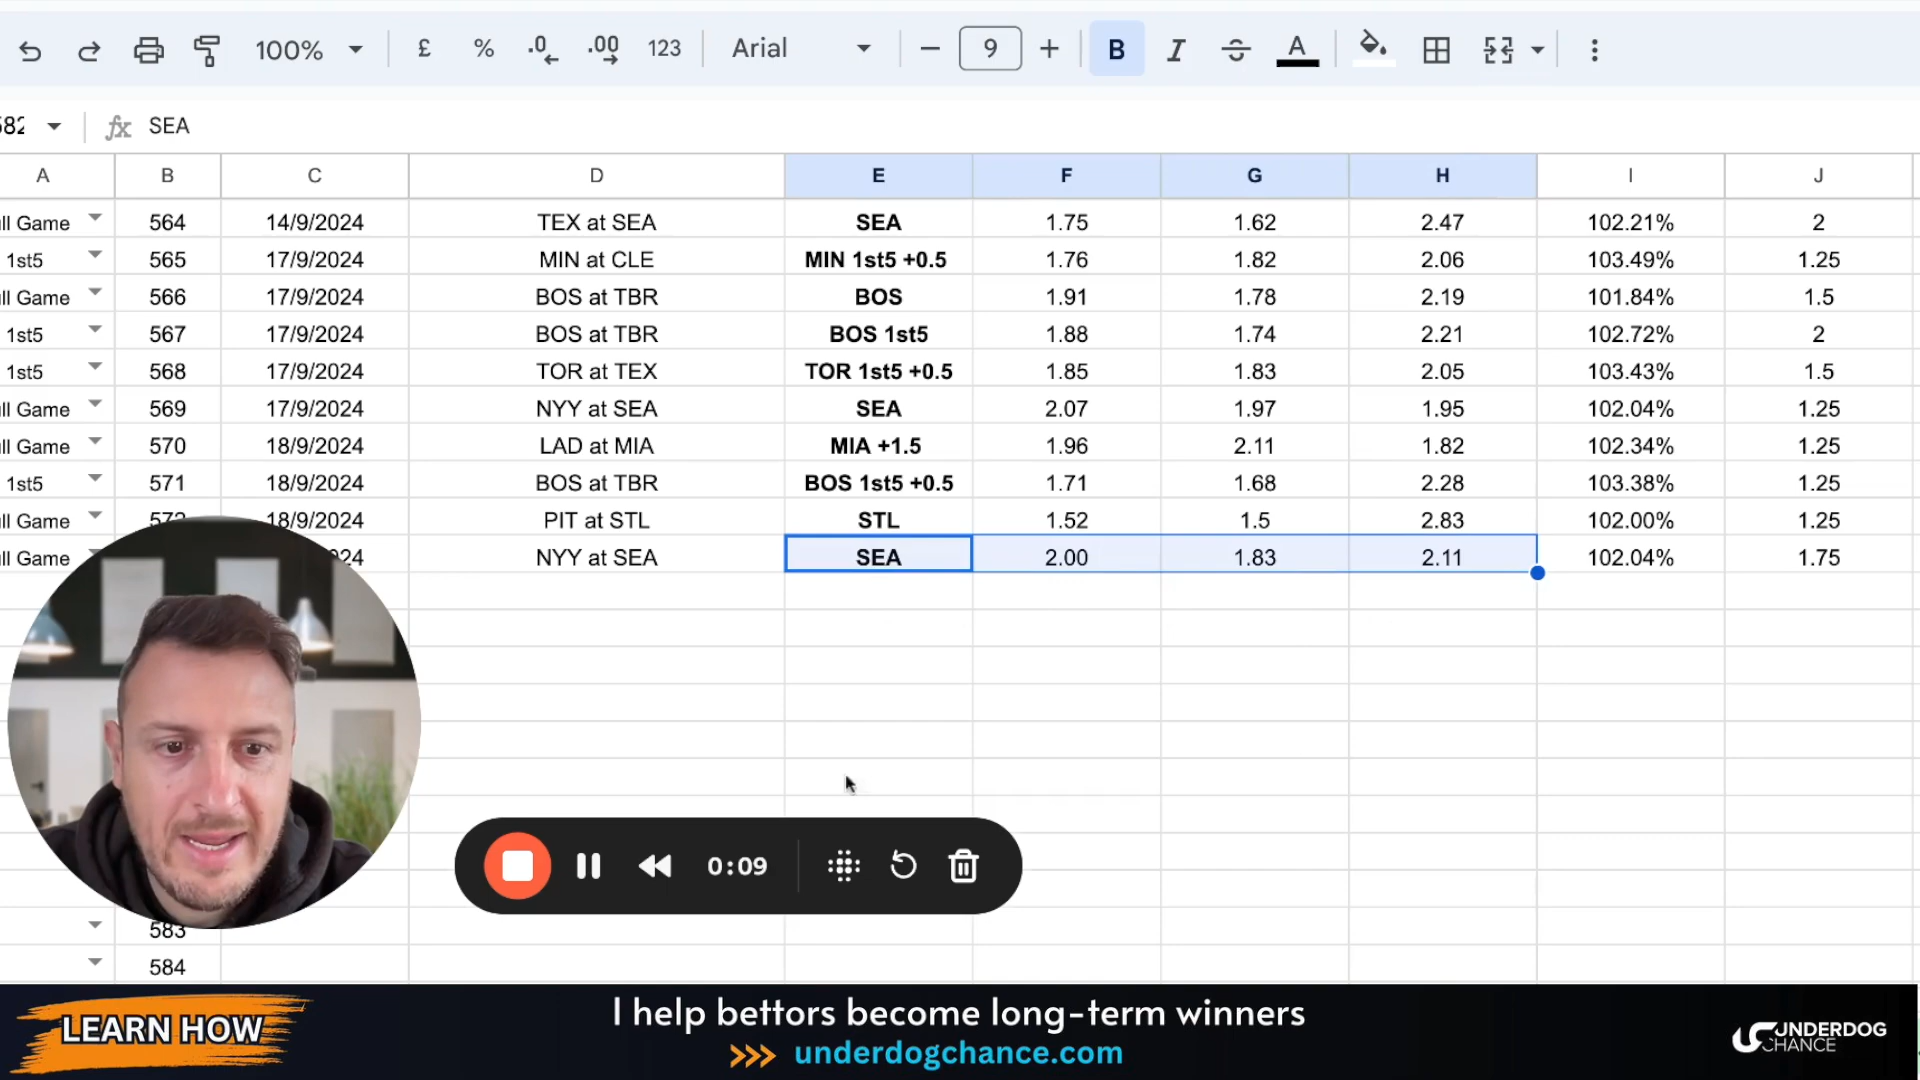 100% £ % .0 .00 123 Arial 9 B I A
582 fx SEA
A B C D E F G H I J
ll Game 564 14/9/2024 TEX at SEA SEA 1.75 1.62 2.47 102.21% 2
1st5 565 17/9/2024 MIN at CLE MIN 1st5 +0.5 1.76 1.82 2.06 103.49% 1.25
ll Game 566 17/9/2024 BOS at TBR BOS 1.91 1.78 2.19 101.84% 1.5
1st5 567 17/9/2024 BOS at TBR BOS 1st5 1.88 1.74 2.21 102.72% 2
1st5 568 17/9/2024 TOR at TEX TOR 1st5 +0.5 1.85 1.83 2.05 103.43% 1.5
ll Game 569 17/9/2024 NYY at SEA SEA 2.07 1.97 1.95 102.04% 1.25
ll Game 570 18/9/2024 LAD at MIA MIA +1.5 1.96 2.11 1.82 102.34% 1.25
1st5 571 18/9/2024 BOS at TBR BOS 1st5 +0.5 1.71 1.68 2.28 103.38% 1.25
ll Game 572 18/9/2024 PIT at STL STL 1.52 1.5 2.83 102.00% 1.25
ll Game 24 NYY at SEA SEA 2.00 1.83 2.11 102.04% 1.75
0:09
583
584
LEARN HOW
I help bettors become long-term winners
>>> underdogchance.com
UNDERDOG
CHANCE